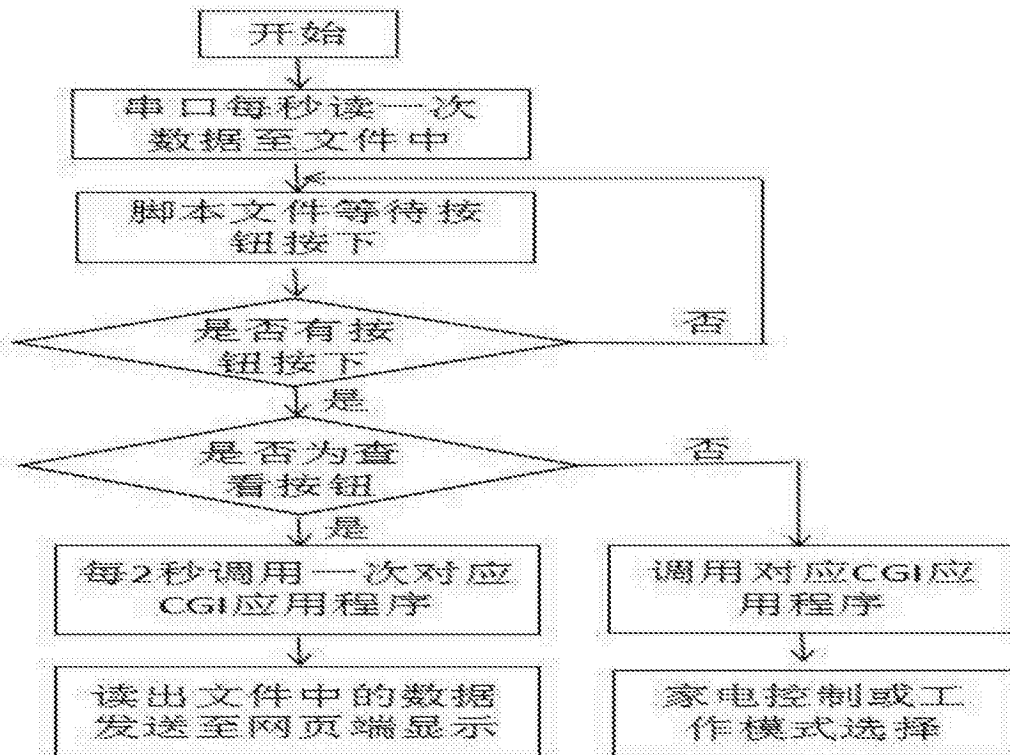 开始
串口每秒读一次
数据至文件中
脚本文件等待按
钮按下
是否有按
钮按下
否
是
是否为查
看按钮
否
是
每2秒调用一次对应
CGI应用程序
调用对应CGI应
用程序
读出文件中的数据
发送至网页端显示
家电控制或工
作模式选择